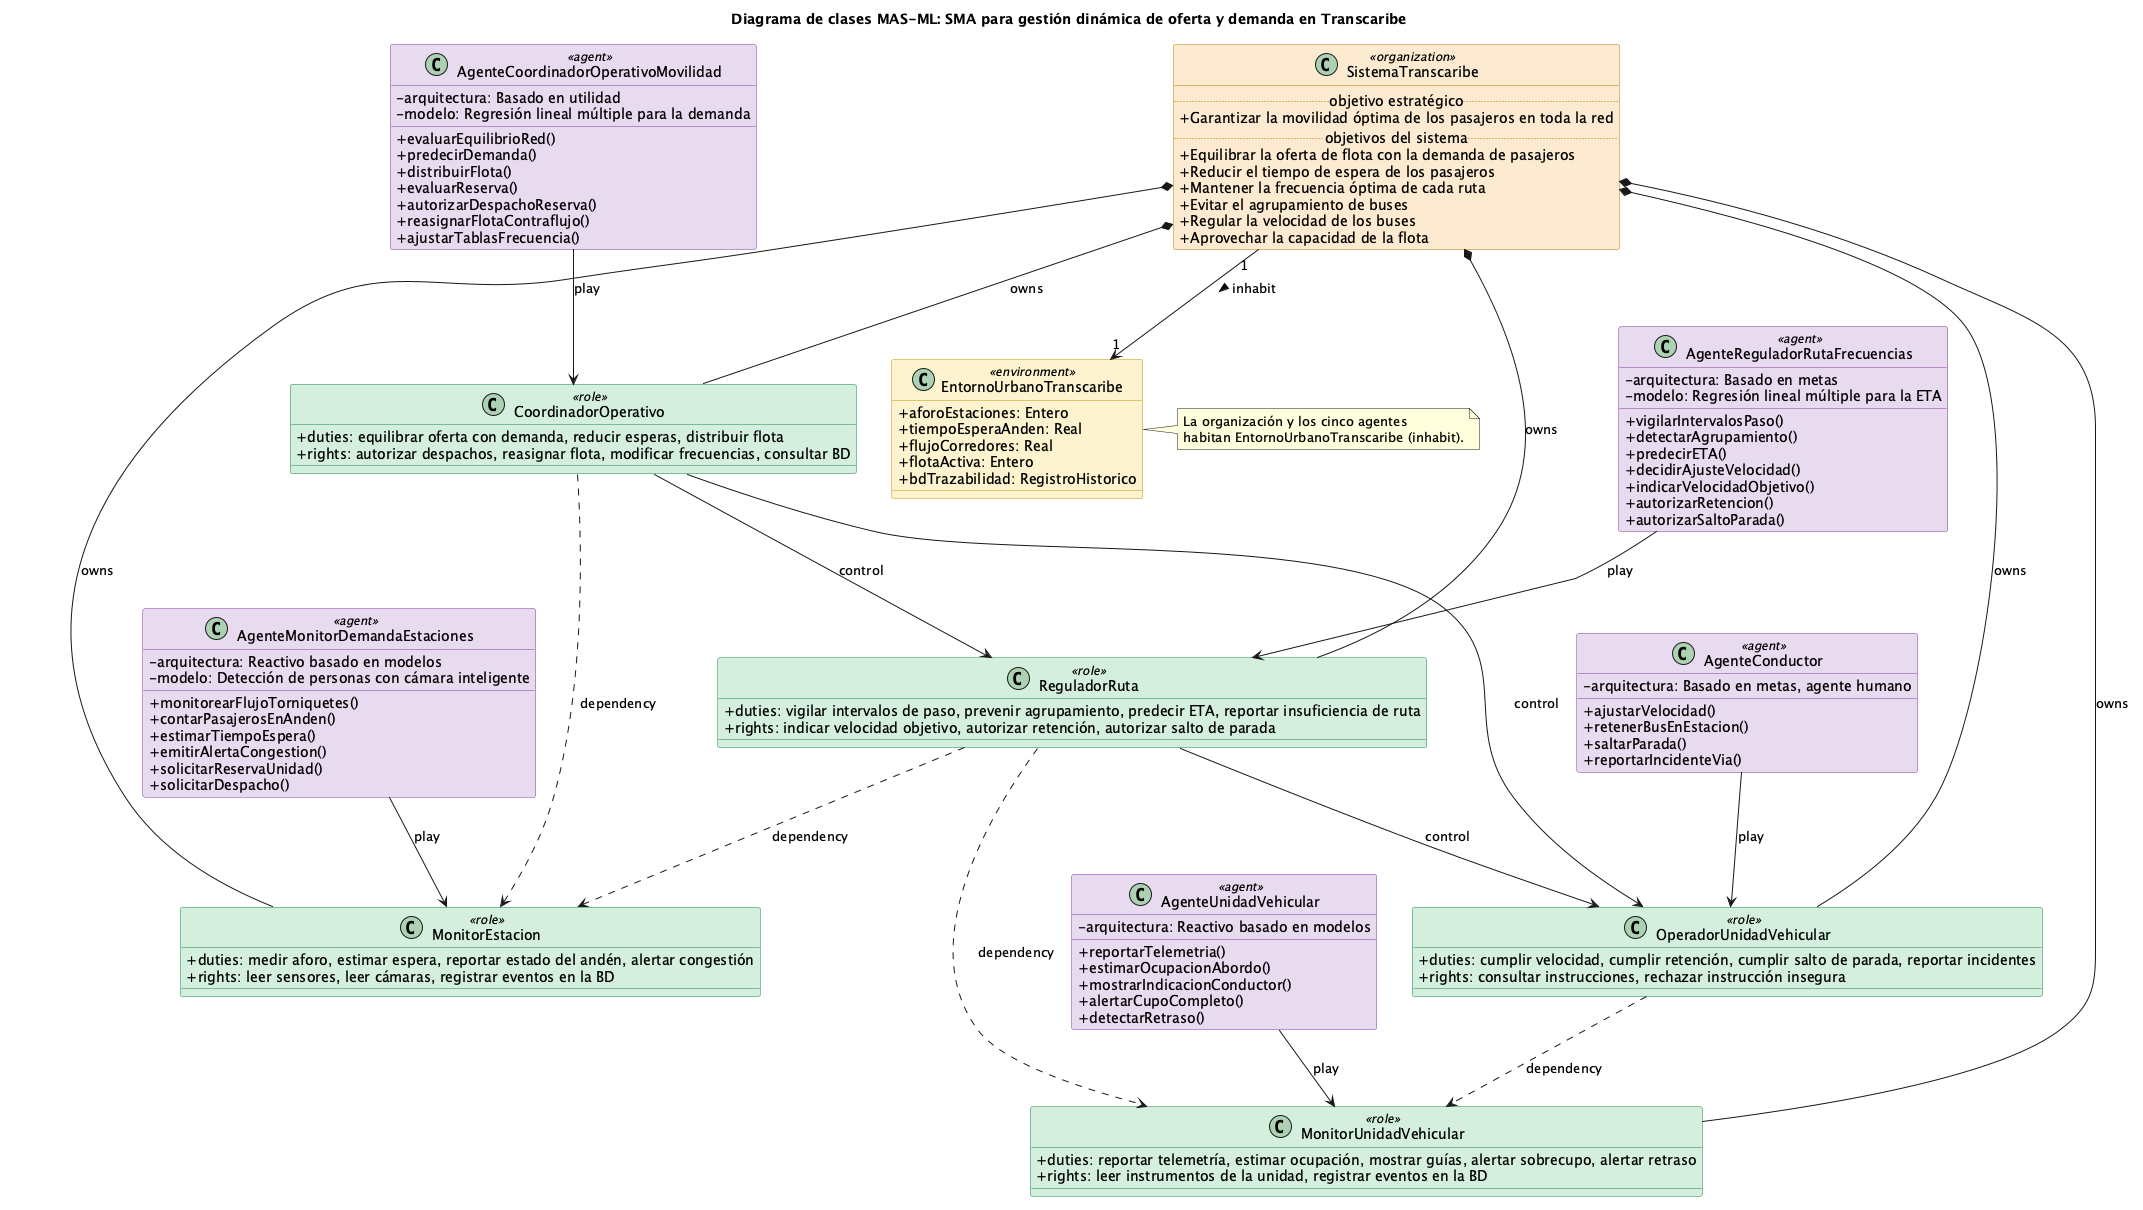 Diagrama de clases MAS-ML: SMA para gestión dinámica de oferta y demanda en Transcaribe
«agent»
C AgenteCoordinadorOperativoMovilidad
-arquitectura: Basado en utilidad
-modelo: Regresión lineal múltiple para la demanda
+evaluarEquilibrioRed()
+predecirDemanda()
+distribuirFlota()
+evaluarReserva()
+autorizarDespachoReserva()
+reasignarFlotaContraflujo()
+ajustarTablasFrecuencia()
«organization»
C SistemaTranscaribe
objetivo estratégico
+Garantizar la movilidad óptima de los pasajeros en toda la red
objetivos del sistema
+Equilibrar la oferta de flota con la demanda de pasajeros
+Reducir el tiempo de espera de los pasajeros
+Mantener la frecuencia óptima de cada ruta
+Evitar el agrupamiento de buses
+Regular la velocidad de los buses
+Aprovechar la capacidad de la flota
play
owns
1
inhabit
1
«agent»
C AgenteReguladorRutaFrecuencias
-arquitectura: Basado en metas
-modelo: Regresión lineal múltiple para la ETA
+vigilarIntervalosPaso()
+detectarAgrupamiento()
+predecirETA()
+decidirAjusteVelocidad()
+indicarVelocidadObjetivo()
+autorizarRetencion()
+autorizarSaltoParada()
«role»
C CoordinadorOperativo
+duties: equilibrar oferta con demanda, reducir esperas, distribuir flota
+rights: autorizar despachos, reasignar flota, modificar frecuencias, consultar BD
«environment»
C EntornoUrbanoTranscaribe
+aforoEstaciones: Entero
+tiempoEsperaAnden: Real
+flujoCorredores: Real
+flotaActiva: Entero
+bdTrazabilidad: RegistroHistorico
La organización y los cinco agentes
habitan EntornoUrbanoTranscaribe (inhabit).
owns
owns
control
play
owns
«agent»
C AgenteMonitorDemandaEstaciones
-arquitectura: Reactivo basado en modelos
-modelo: Detección de personas con cámara inteligente
+monitorearFlujoTorniquetes()
+contarPasajerosEnAnden()
+estimarTiempoEspera()
+emitirAlertaCongestion()
+solicitarReservaUnidad()
+solicitarDespacho()
dependency
«role»
C ReguladorRuta
+duties: vigilar intervalos de paso, prevenir agrupamiento, predecir ETA, reportar insuficiencia de ruta
+rights: indicar velocidad objetivo, autorizar retención, autorizar salto de parada
control
«agent»
C AgenteConductor
-arquitectura: Basado en metas, agente humano
+ajustarVelocidad()
+retenerBusEnEstacion()
+saltarParada()
+reportarIncidenteVia()
owns
play
dependency
control
play
«role»
C MonitorEstacion
+duties: medir aforo, estimar espera, reportar estado del andén, alertar congestión
+rights: leer sensores, leer cámaras, registrar eventos en la BD
dependency
«agent»
C AgenteUnidadVehicular
-arquitectura: Reactivo basado en modelos
+reportarTelemetria()
+estimarOcupacionAbordo()
+mostrarIndicacionConductor()
+alertarCupoCompleto()
+detectarRetraso()
«role»
C OperadorUnidadVehicular
+duties: cumplir velocidad, cumplir retención, cumplir salto de parada, reportar incidentes
+rights: consultar instrucciones, rechazar instrucción insegura
play
dependency
«role»
C MonitorUnidadVehicular
+duties: reportar telemetría, estimar ocupación, mostrar guías, alertar sobrecupo, alertar retraso
+rights: leer instrumentos de la unidad, registrar eventos en la BD